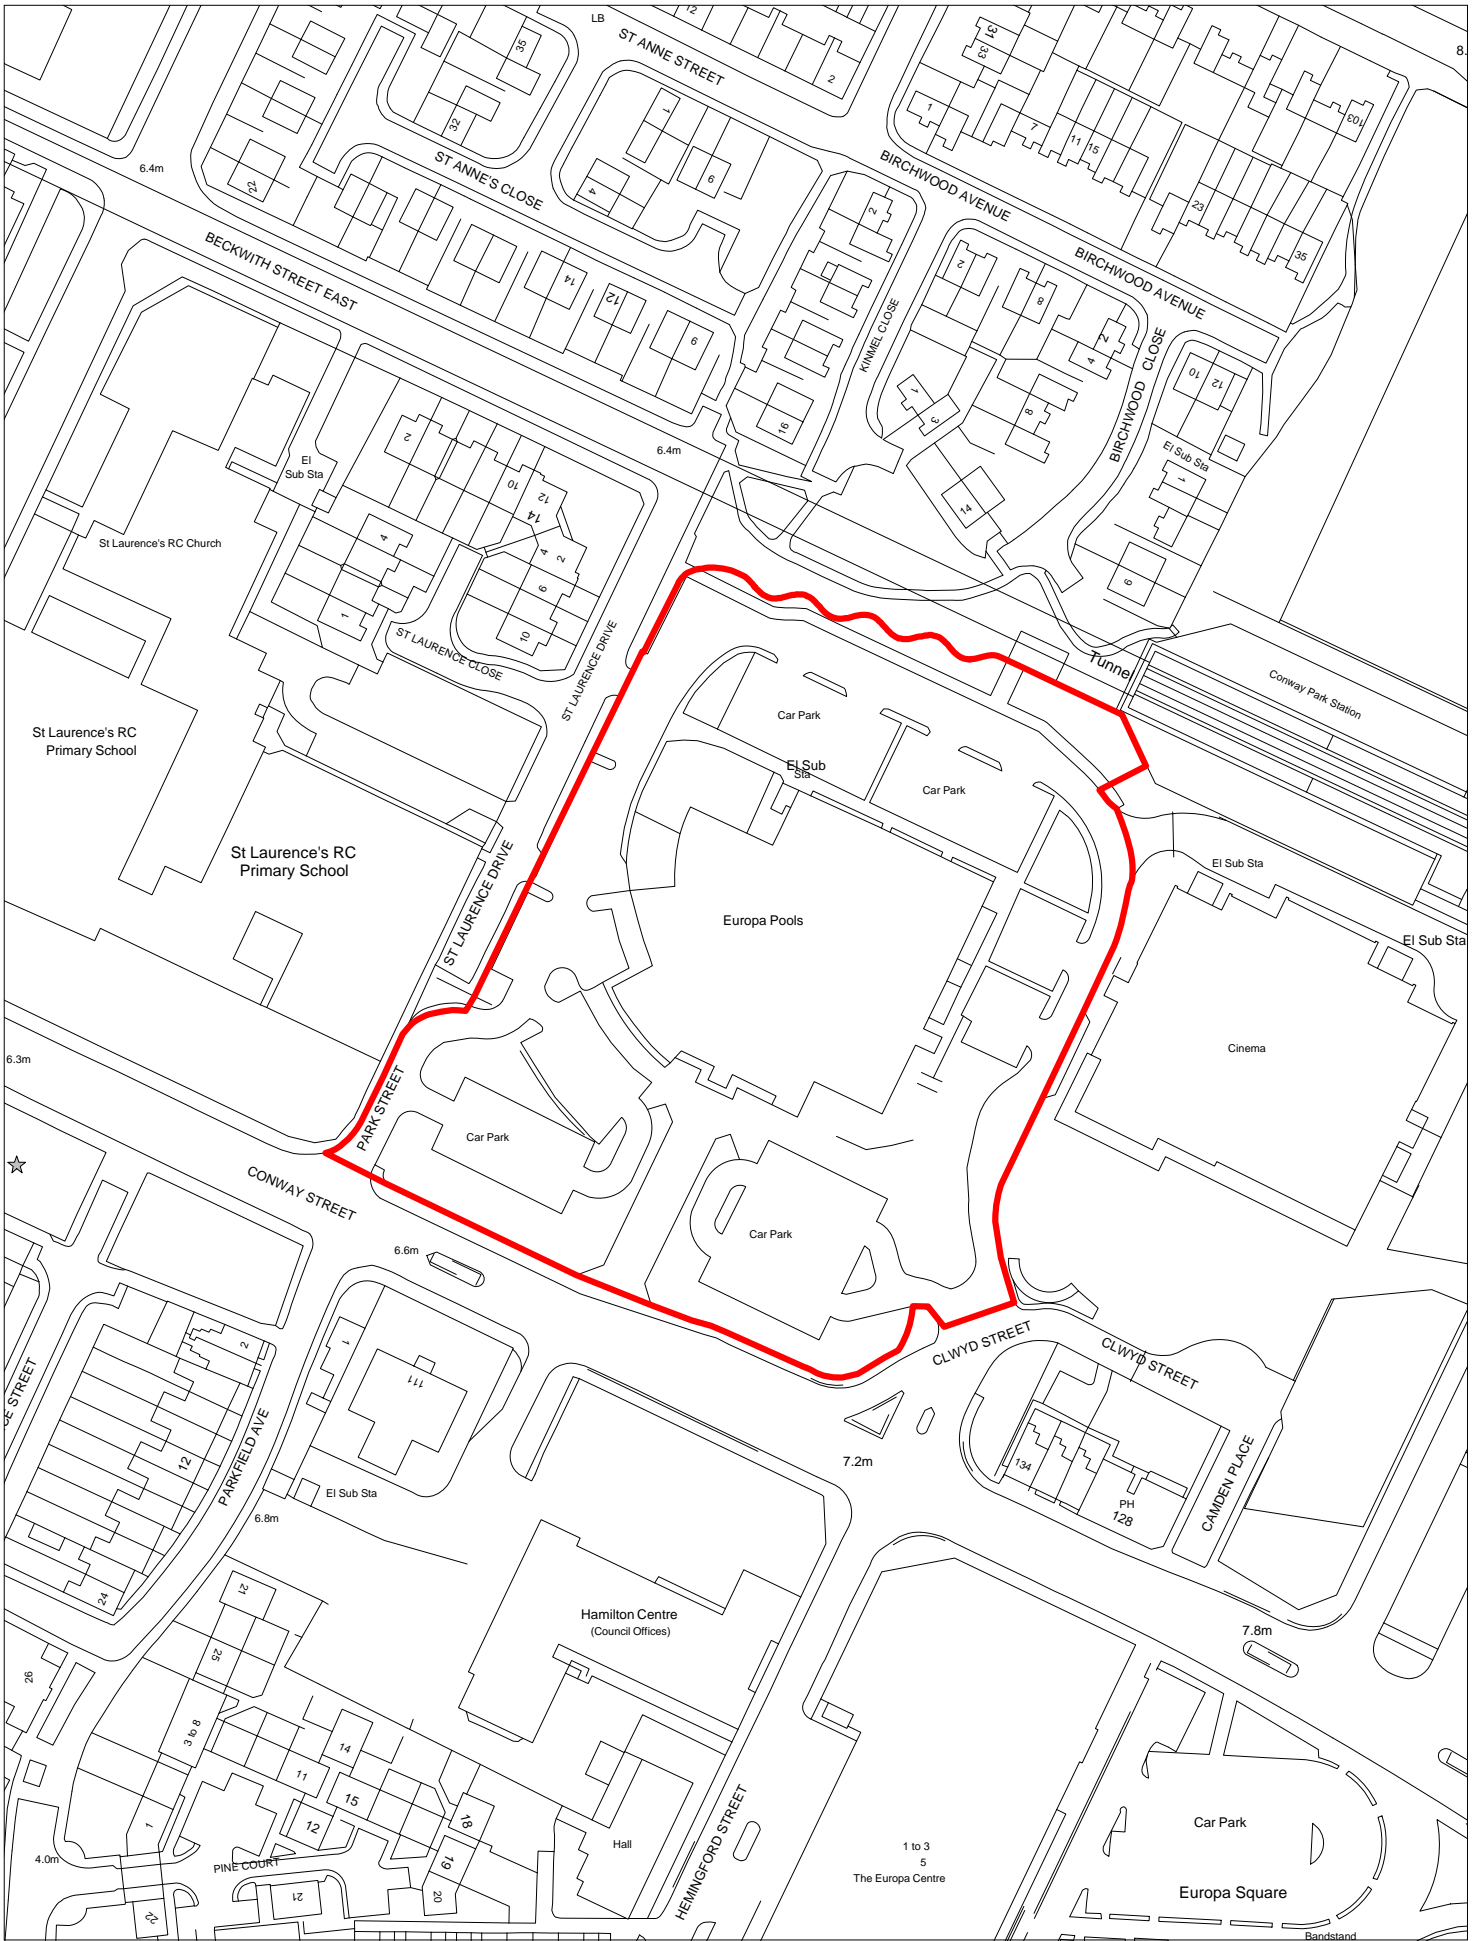 LB
12
35
31
33
8.
ST ANNE STREET
2
1
1
7
11
15
103
32
6.4m
22
ST ANNE'S CLOSE
4
9
BIRCHWOOD AVENUE
2
23
35
BECKWITH STREET EAST
14
12
9
2
8
BIRCHWOOD AVENUE
KINMEL CLOSE
2
4
BIRCHWOOD CLOSE
10
12
1
3
8
16
2
El
Sub Sta
6.4m
El Sub Sta
1
10
12
14
14
St Laurence's RC Church
4
4
2
6
1
10
6
ST LAURENCE CLOSE
ST LAURENCE DRIVE
Tunnel
Conway Park Station
Car Park
St Laurence's RC
Primary School
El Sub
Sta
Car Park
St Laurence's RC
Primary School
El Sub Sta
ST LAURENCE DRIVE
Europa Pools
El Sub Sta
Cinema
6.3m
PARK STREET
Car Park
CONWAY STREET
Car Park
6.6m
CLWYD STREET
CLWYD STREET
2
1
111
CE STREET
PARKFIELD AVE
12
7.2m
134
CAMDEN PLACE
El Sub Sta
PH
128
6.8m
24
21
Hamilton Centre
(Council Offices)
7.8m
25
26
3 to 8
14
11
15
12
18
1
HEMINGFORD STREET
Hall
Car Park
1 to 3
5
The Europa Centre
4.0m
PINE COURT
19
21
20
22
Europa Square
Bandstand